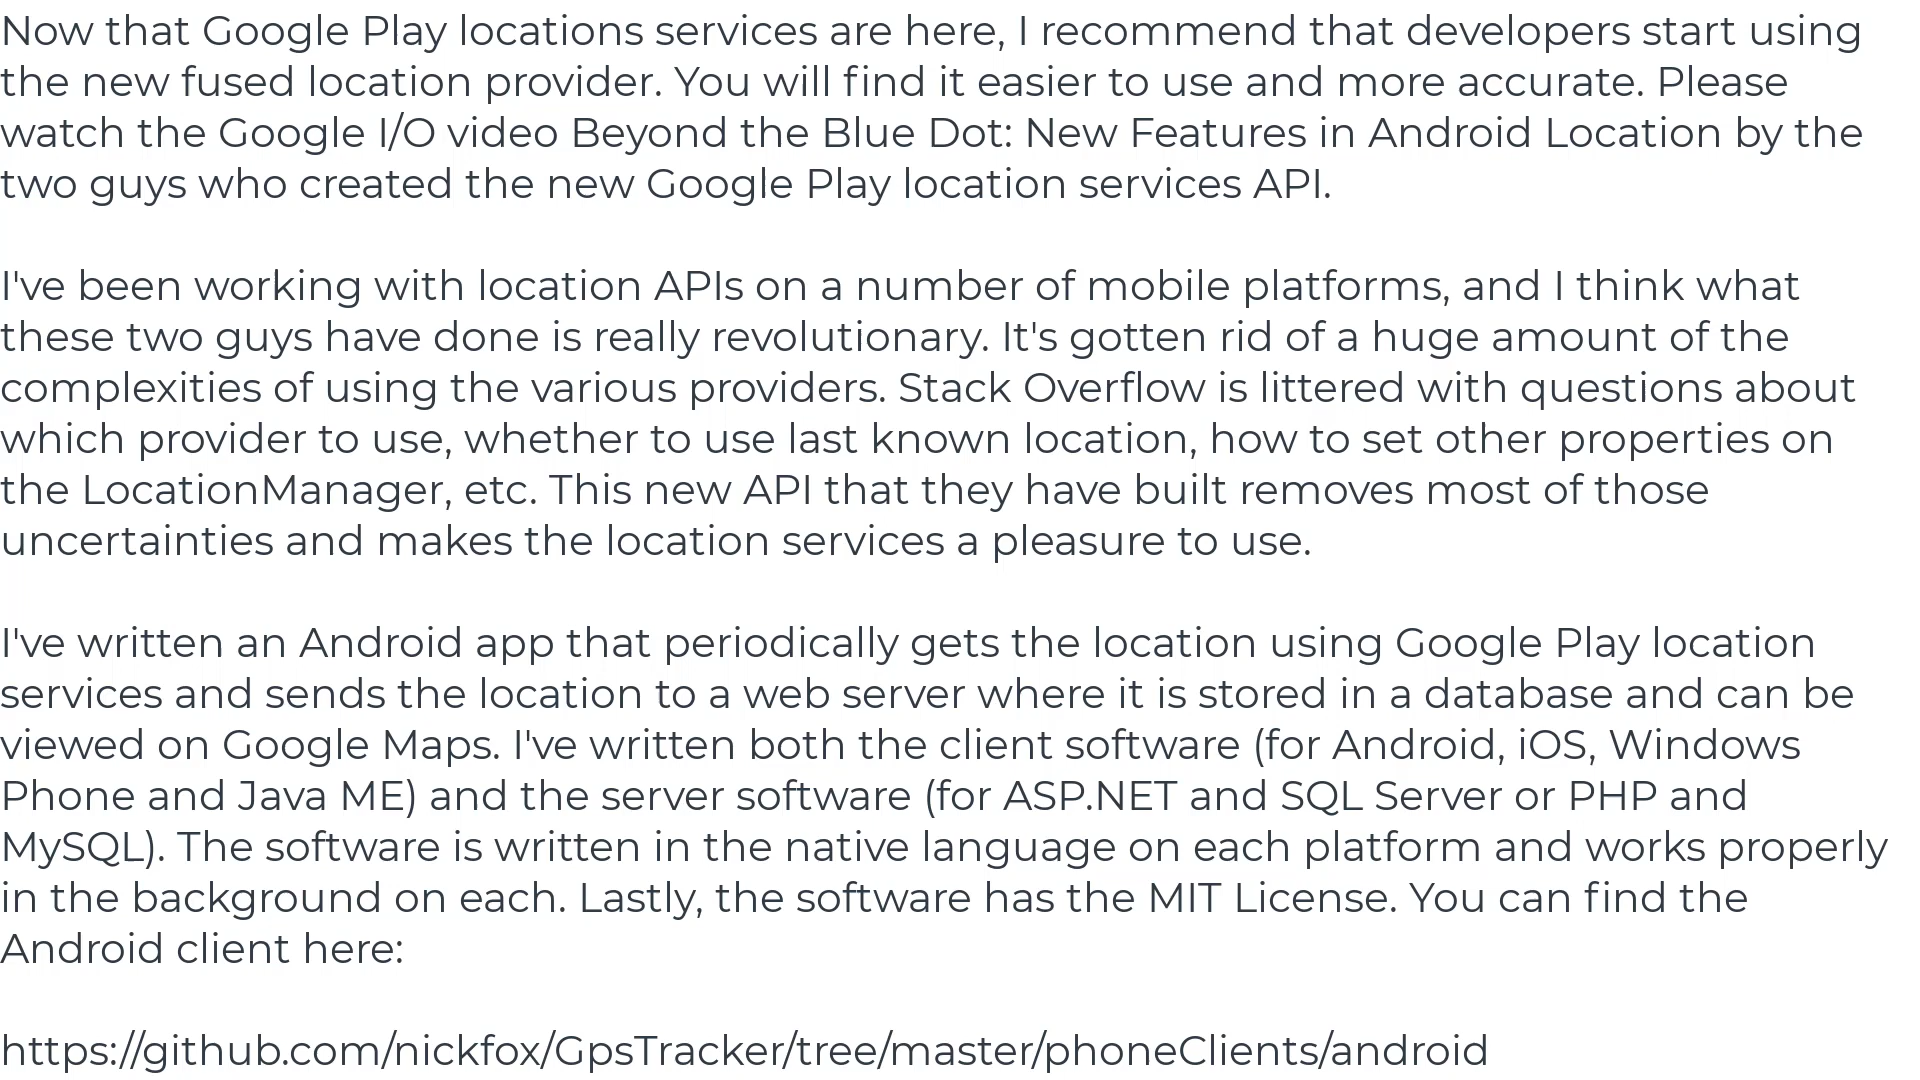 Now that Google Play locations services are here, I recommend that developers start using
the new fused location provider. You will find it easier to use and more accurate. Please
watch the Google I/O video Beyond the Blue Dot: New Features in Android Location by the
two guys who created the new Google Play location services API.
I've been working with location APIs on a number of mobile platforms, and I think what
these two guys have done is really revolutionary. It's gotten rid of a huge amount of the
complexities of using the various providers. Stack Overflow is littered with questions about
which provider to use, whether to use last known location, how to set other properties on
the LocationManager, etc. This new API that they have built removes most of those
uncertainties and makes the location services a pleasure to use.
I've written an Android app that periodically gets the location using Google Play location
services and sends the location to a web server where it is stored in a database and can be
viewed on Google Maps. I've written both the client software (for Android, iOS, Windows
Phone and Java ME) and the server software (for ASP.NET and SQL Server or PHP and
MySQL). The software is written in the native language on each platform and works properly
in the background on each. Lastly, the software has the MIT License. You can find the
Android client here:
https://github.com/nickfox/GpsTracker/tree/master/phoneClients/android